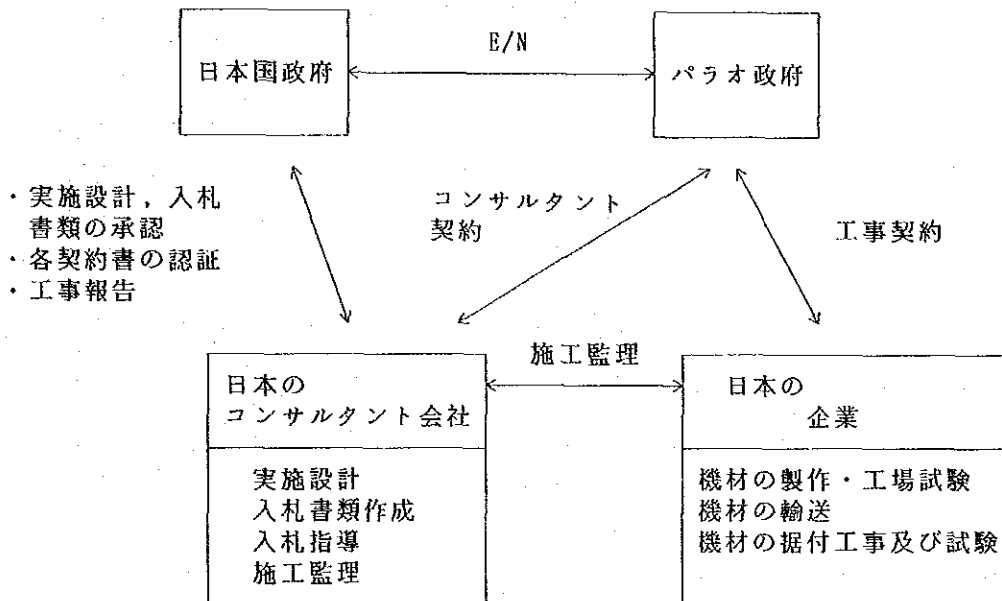 E/N
日本国政府
パラオ政府
・実施設計，入札
書類の承認
・各契約書の認証
・工事報告
コンサルタント
契約
工事契約
施工監理
日本の
コンサルタント会社
日本の
企業
実施設計
入札書類作成
入札指導
施工監理
機材の製作・工場試験
機材の輸送
機材の据付工事及び試験